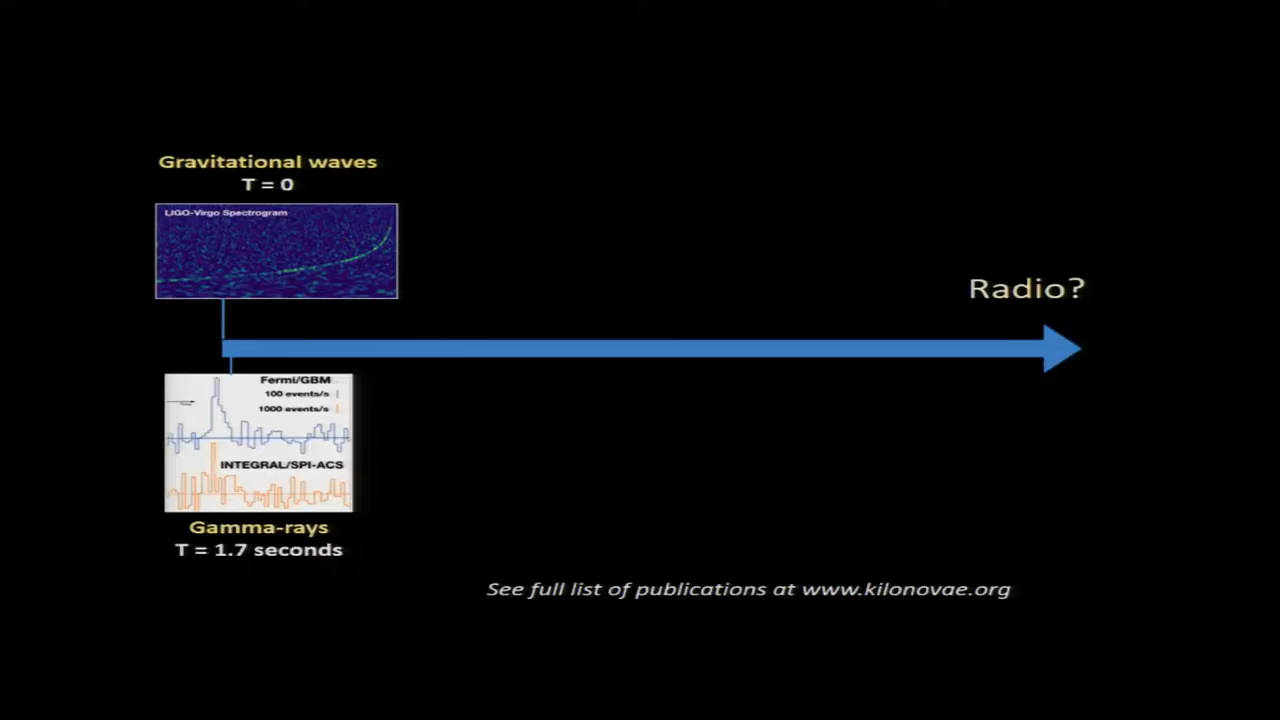 Gravitational waves
T = 0
LIGO-Virgo Spectrogram
Radio?
Fermi/GBM
100 events/s
1000 events/s
INTEGRAL/SPI-ACS
Gamma-rays
T = 1.7 seconds
See full list of publications at www.kilonovae.org